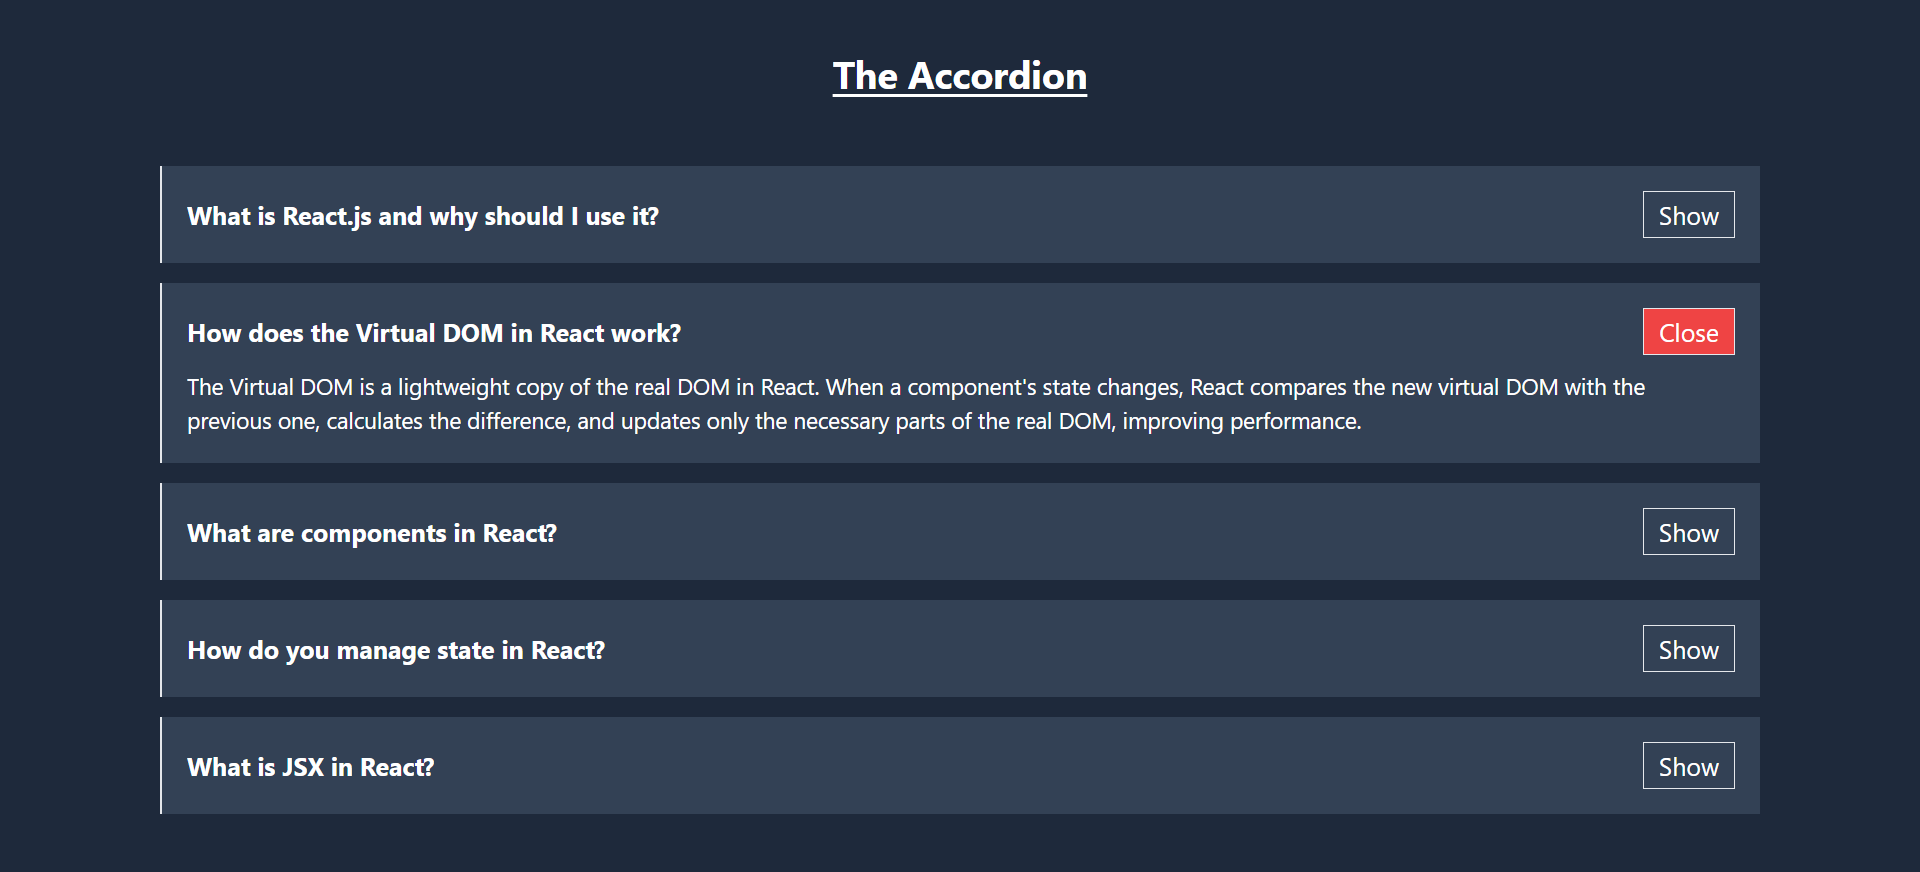 The Accordion
What is React.js and why should I use it?
Show
How does the Virtual DOM in React work?
Close
The Virtual DOM is a lightweight copy of the real DOM in React. When a component's state changes, React compares the new virtual DOM with the
previous one, calculates the difference, and updates only the necessary parts of the real DOM, improving performance.
What are components in React?
Show
How do you manage state in React?
Show
What is JSX in React?
Show